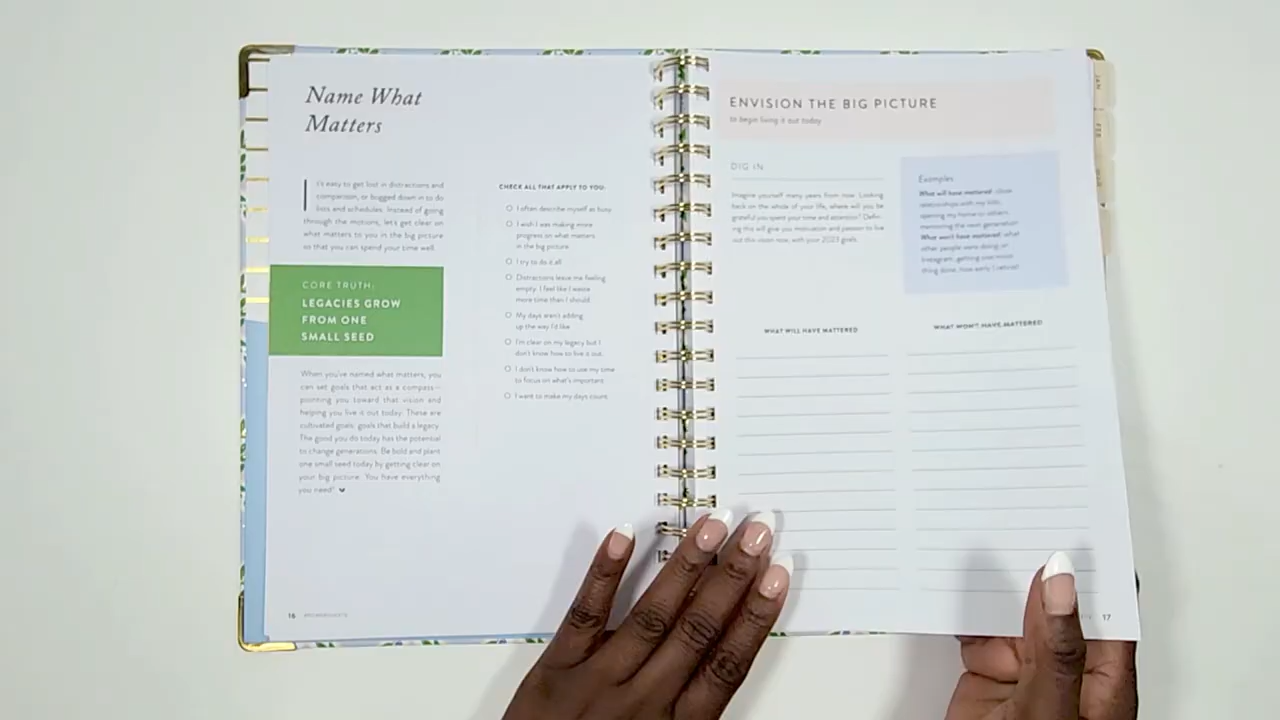 Name What
Matters
It's easy to get lost in distractions and
comparison, or bogged down in to do
lists and schedules. Instead of going
through the motions, let's get clear on
what matters to you in the big picture
so that you can spend your time well.
CORE TRUTH:
LEGACIES GROW
FROM ONE
SMALL SEED
When you've named what matters, you
can set goals that act as a compass—
pointing you toward that vision and
helping you live it out today. These are
cultivated goals: goals that build a legacy.
The good you do today has the potential
to change generations. Be bold and plant
one small seed today by getting clear on
your big picture. You have everything
you need!
CHECK ALL THAT APPLY TO YOU:
I often describe myself as busy.
I wish I was making more
progress on what matters
in the big picture.
I try to do it all.
Distractions leave me feeling
empty. I feel like I waste
more time than I should.
My days aren't adding
up the way I'd like.
I'm clear on my legacy but I
don't know how to live it out.
I don't know how to use my time
to focus on what's important.
I want to make my days count.
16
ENVISION THE BIG PICTURE
to begin living it out today
DIG IN
Imagine yourself many years from now. Looking
back on the whole of your life, where will you be
grateful you spent your time and attention? Defin-
ing this will give you motivation and passion to live
out this vision now, with your 2023 goals.
Examples
What will have mattered: close
relationships with my kids,
opening my home to others,
mentoring the next generation
What won't have mattered: what
other people were doing on
Instagram, getting one more
thing done, how early I retired
WHAT WILL HAVE MATTERED
WHAT WON'T HAVE MATTERED
17
JAN
FEB